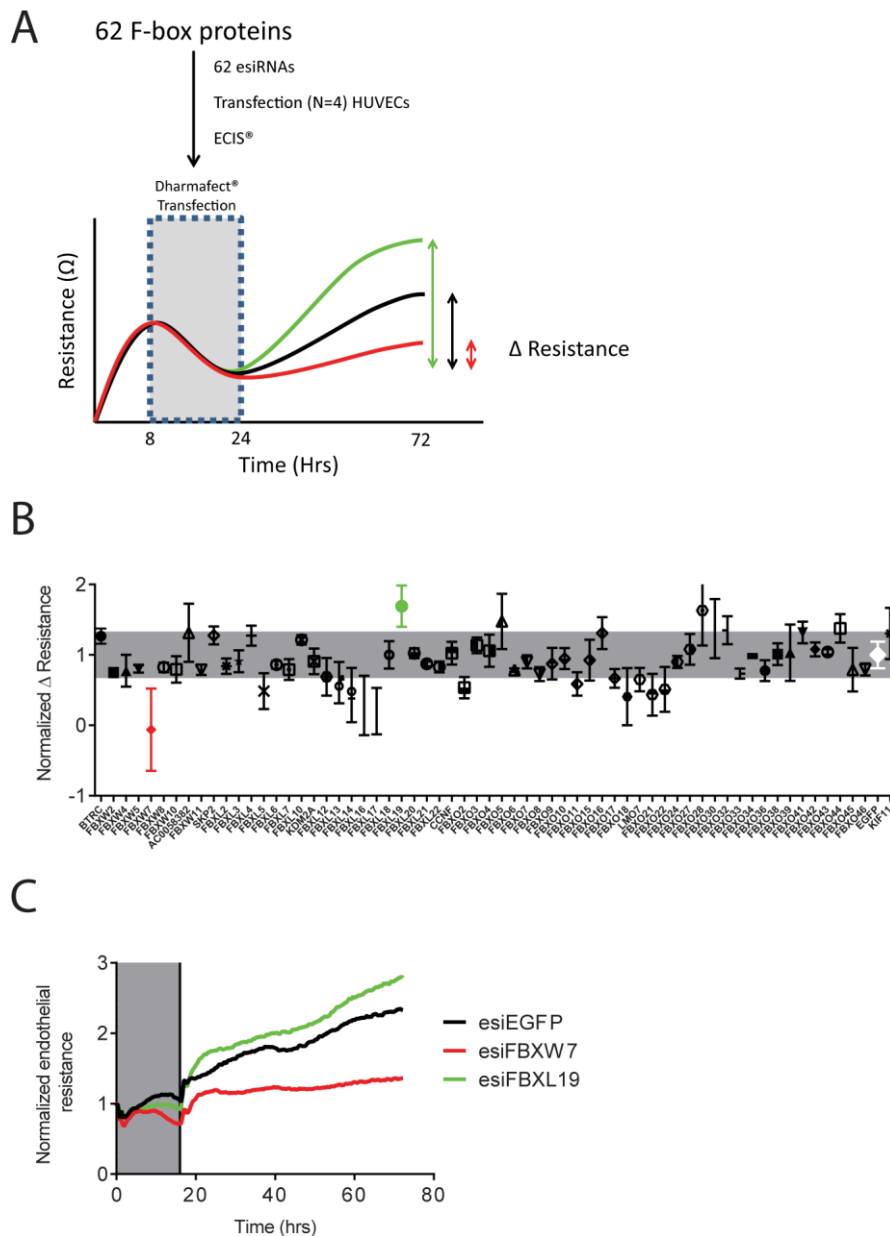 A
62 F-box proteins
62 esiRNAs
Transfection (N=4) HUVECs
ECIS®
Dharmafect®
Transfection
Resistance (Ω)
Δ Resistance
8
24
72
Time (Hrs)
B
Normalized Δ Resistance
2
1
0
-1
BTRC
FBXW2
FBXW4
FBXW5
FBXW7
FBXW8
FBXW10
FBXW11
SKP2
FBXL2
FBXL3
FBXL4
FBXL5
FBXL6
FBXL7
FBXL10
KDM2A
FBXL12
FBXL13
FBXL14
FBXL16
FBXL17
FBXL18
FBXL19
FBXL20
FBXL21
FBXL22
CCNF
FBXO2
FBXO3
FBXO4
FBXO5
FBXO6
FBXO7
FBXO8
FBXO9
FBXO10
FBXO11
FBXO15
FBXO16
FBXO17
FBXO18
LMO7
FBXO21
FBXO22
FBXO24
FBXO27
FBXO28
FBXO30
FBXO32
FBXO33
FBXO34
FBXO36
FBXO38
FBXO39
FBXO41
FBXO42
FBXO43
FBXO44
FBXO45
FBXO46
EGFP
KIF11
C
Normalized endothelial
resistance
3
2
1
0
0
20
40
60
80
Time (hrs)
esiEGFP
esiFBXW7
esiFBXL19